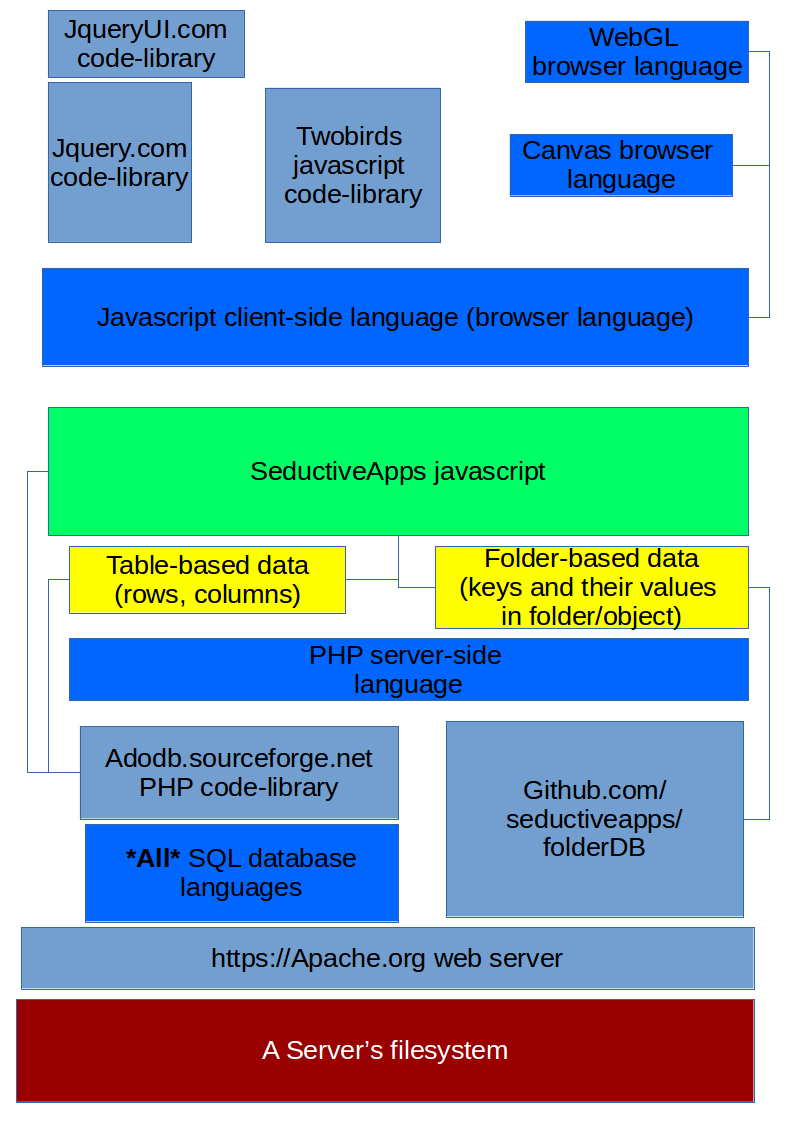 JqueryUI.com
code-library
WebGL
browser language
Jquery.com
code-library
Twobirds
javascript
code-library
Canvas browser
language
Javascript client-side language (browser language)
SeductiveApps javascript
Table-based data
(rows, columns)
Folder-based data
(keys and their values
in folder/object)
PHP server-side
language
Adodb.sourceforge.net
PHP code-library
Github.com/
seductiveapps/
folderDB
*All* SQL database
languages
https://Apache.org web server
A Server’s filesystem